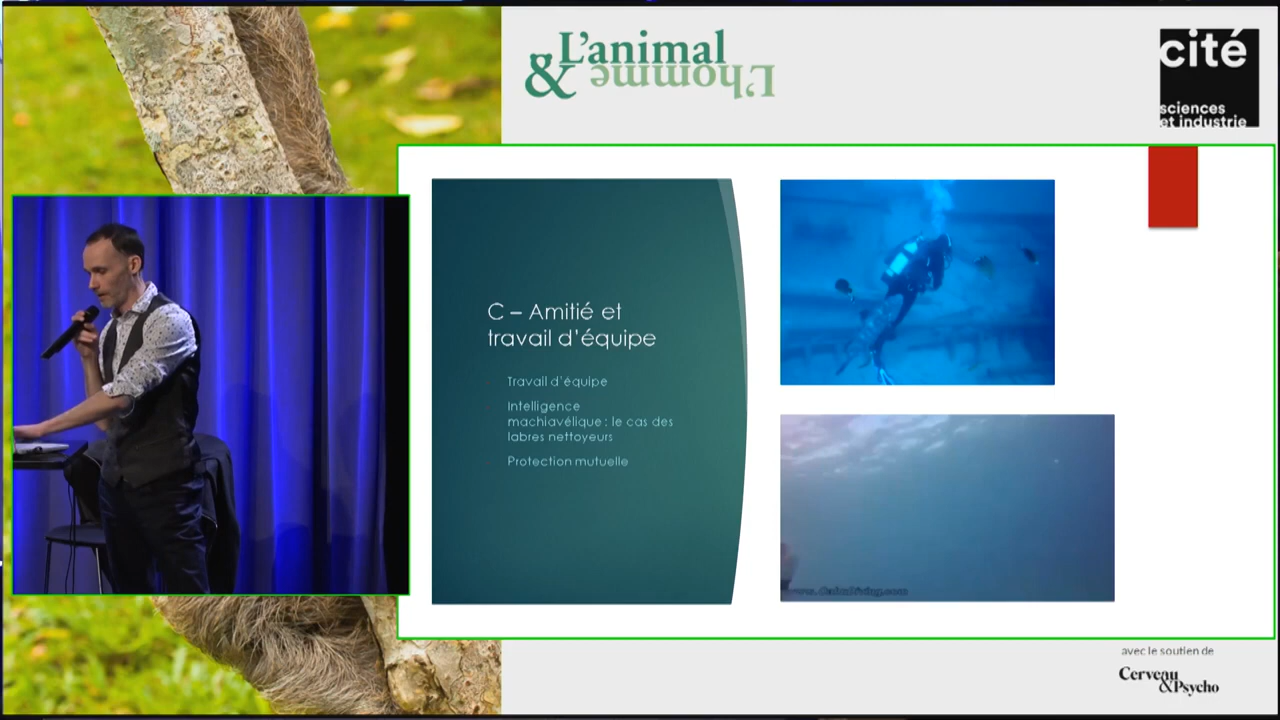 L'animal
& L'homme
cité
sciences
et industrie
C – Amitié et
travail d'équipe
Travail d'équipe
Intelligence
machiavélique : le cas des
labres nettoyeurs
Protection mutuelle
avec le soutien de
Cerveau
&Psycho